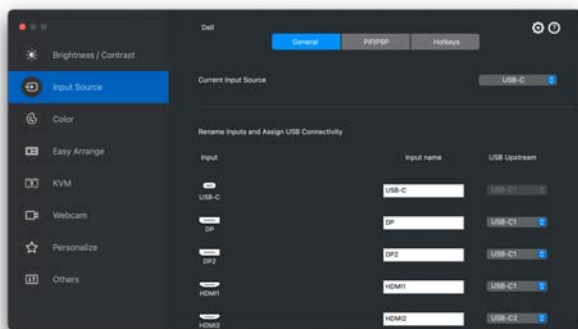 Dell
General PIP/PBP Hotkeys
Brightness / Contrast
Input Source
Color
Easy Arrange
KVM
Webcam
Personalize
Others
Current Input Source USB-C
Rename Inputs and Assign USB Connectivity
Input Input name USB Upstream
USB-C USB-C USB-C1
DP DP USB-C1
DP2 DP2 USB-C1
HDMI1 HDMI1 USB-C1
HDMI2 HDMI2 USB-C2